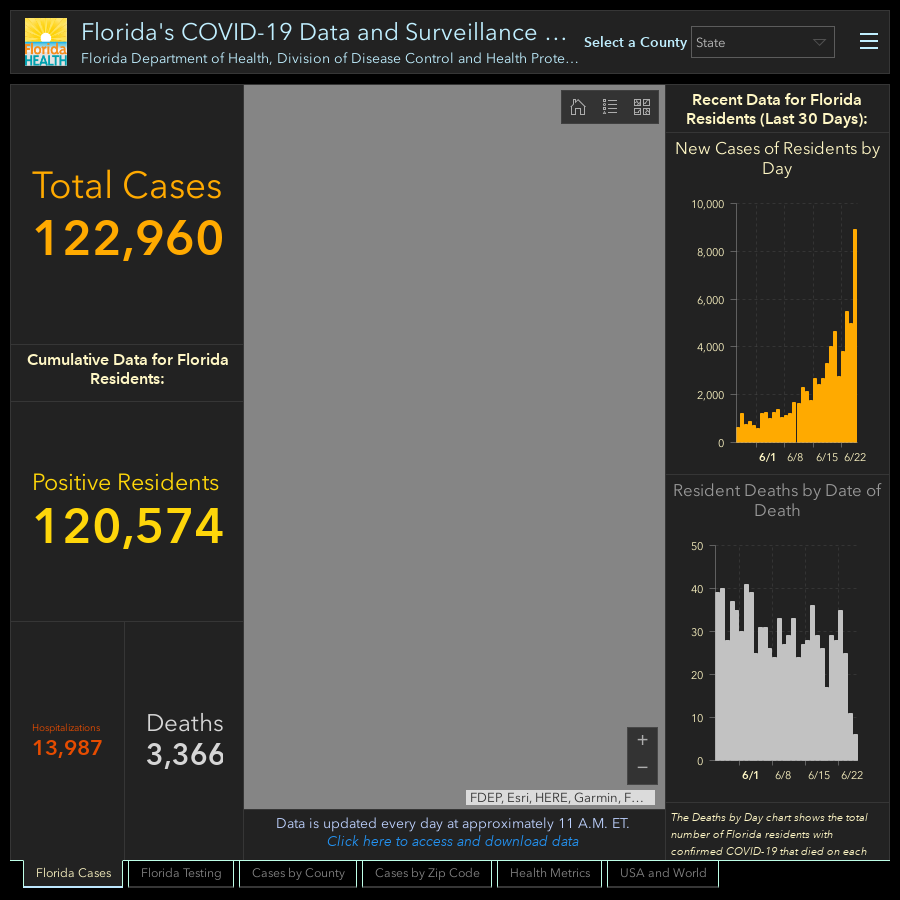 Florida
HEALTH
Florida's COVID-19 Data and Surveillance ...
Florida Department of Health, Division of Disease Control and Health Prote...
Select a County
State
Total Cases
122,960
Cumulative Data for Florida
Residents:
Positive Residents
120,574
Hospitalizations
13,987
Deaths
3,366
+
−
FDEP, Esri, HERE, Garmin, F...
Data is updated every day at approximately 11 A.M. ET.
Click here to access and download data
Recent Data for Florida
Residents (Last 30 Days):
New Cases of Residents by
Day
10,000
8,000
6,000
4,000
2,000
0
6/1 6/8 6/15 6/22
Resident Deaths by Date of
Death
50
40
30
20
10
0
6/1 6/8 6/15 6/22
The Deaths by Day chart shows the total
number of Florida residents with
confirmed COVID-19 that died on each
Florida Cases
Florida Testing
Cases by County
Cases by Zip Code
Health Metrics
USA and World